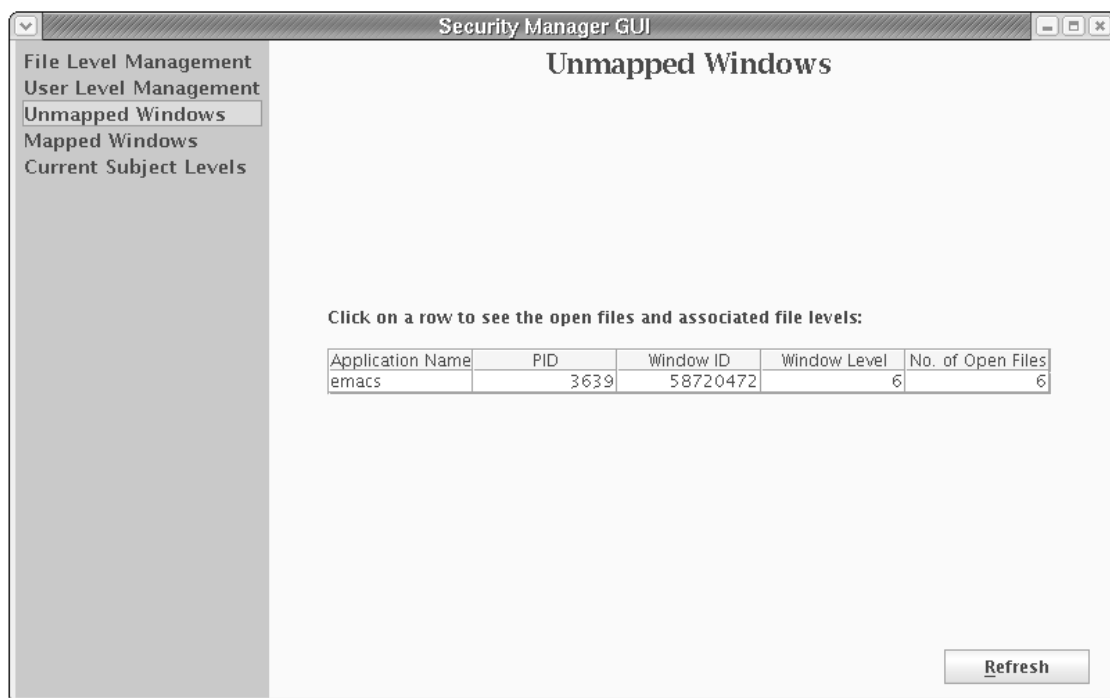 Security Manager GUI
File Level Management
User Level Management
Unmapped Windows
Mapped Windows
Current Subject Levels
Unmapped Windows
Click on a row to see the open files and associated file levels:
Application Name PID Window ID Window Level No. of Open Files
emacs 3639 58720472 6 6
Refresh